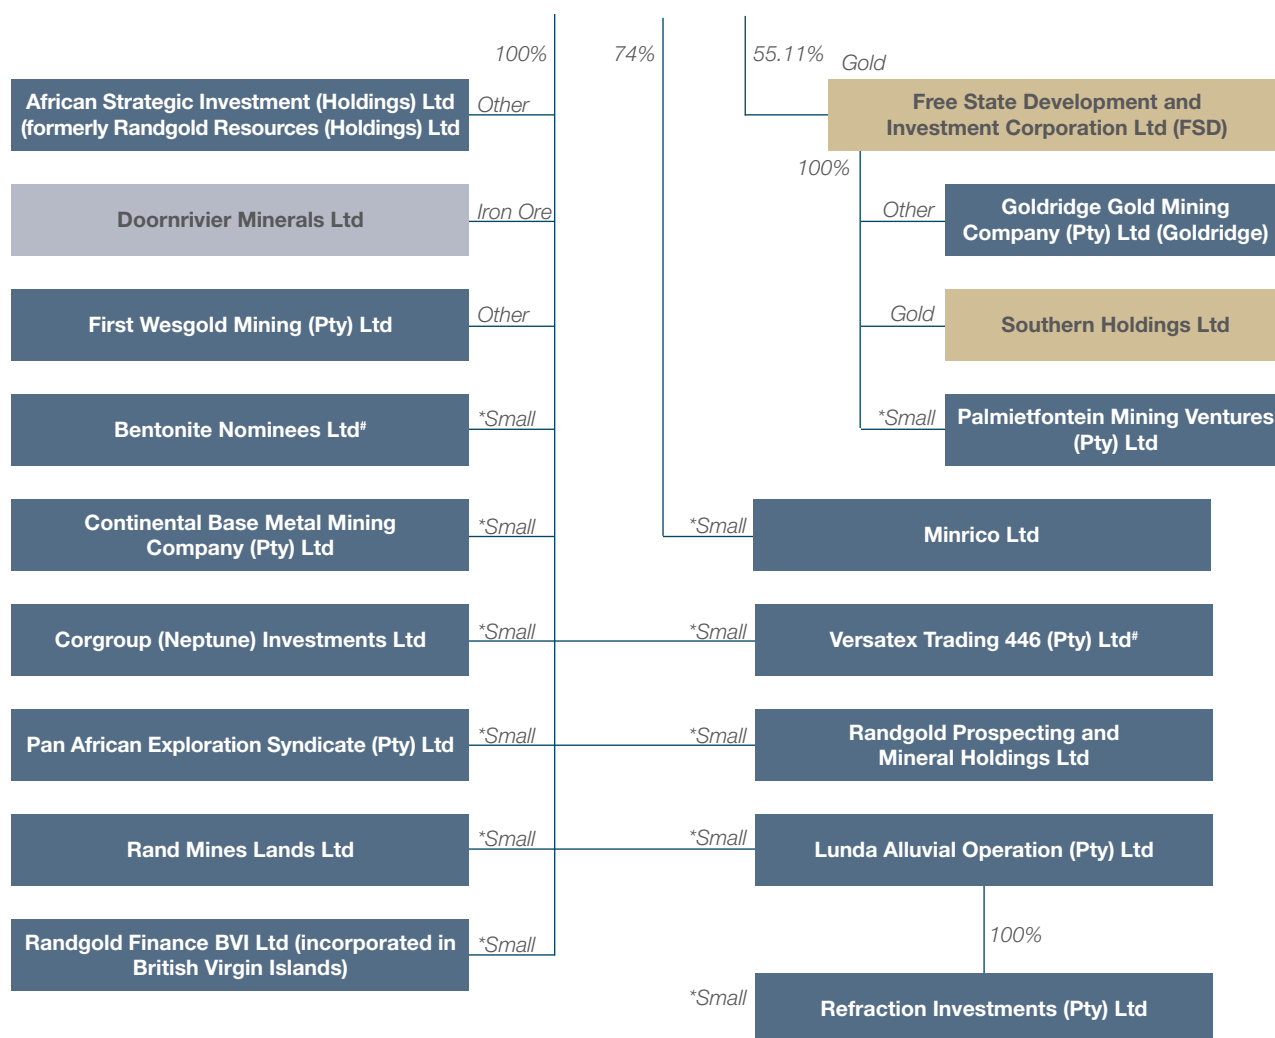 100%
74%
55.11%
Gold
African Strategic Investment (Holdings) Ltd
(formerly Randgold Resources (Holdings) Ltd
Other
Free State Development and
Investment Corporation Ltd (FSD)
100%
Doornrivier Minerals Ltd
Iron Ore
Other
Goldridge Gold Mining
Company (Pty) Ltd (Goldridge)
First Wesgold Mining (Pty) Ltd
Other
Gold
Southern Holdings Ltd
Bentonite Nominees Ltd#
*Small
*Small
Palmietfontein Mining Ventures
(Pty) Ltd
Continental Base Metal Mining
Company (Pty) Ltd
*Small
*Small
Minrico Ltd
Corgroup (Neptune) Investments Ltd
*Small
*Small
Versatex Trading 446 (Pty) Ltd#
Pan African Exploration Syndicate (Pty) Ltd
*Small
*Small
Randgold Prospecting and
Mineral Holdings Ltd
Rand Mines Lands Ltd
*Small
*Small
Lunda Alluvial Operation (Pty) Ltd
Randgold Finance BVI Ltd (incorporated in
British Virgin Islands)
*Small
100%
*Small
Refraction Investments (Pty) Ltd